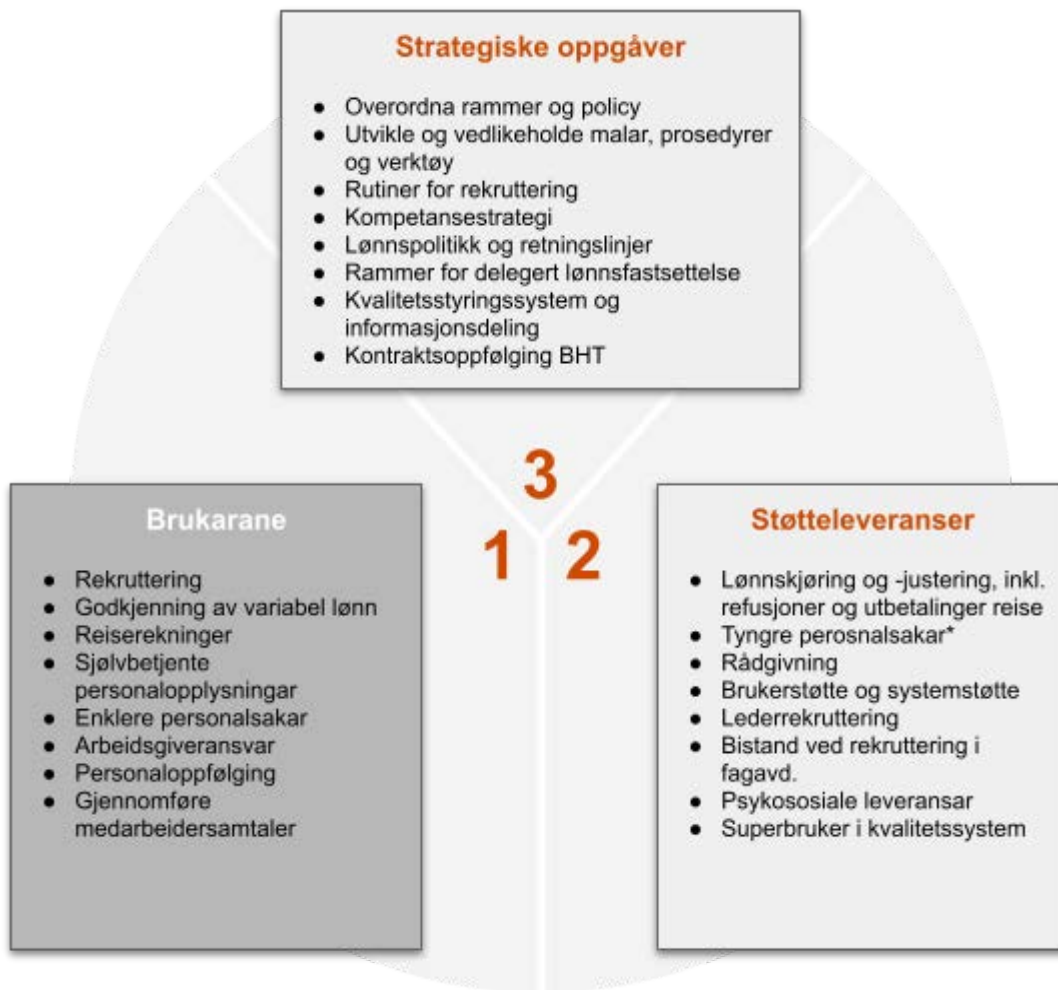 Strategiske oppgåver
● Overordna rammer og policy
● Utvikle og vedlikeholde malar, prosedyrer
og verktøy
● Rutiner for rekruttering
● Kompetansestrategi
● Lønnspolitikk og retningslinjer
● Rammer for delegert lønnsfastsettelse
● Kvalitetsstyringssystem og
informasjonsdeling
● Kontraktsoppfølging BHT
3
1
2
Brukarane
● Rekruttering
● Godkjenning av variabel lønn
● Reiserekninger
● Sjølvbetjente
personalopplysningar
● Enklere personalsakar
● Arbeidsgiveransvar
● Personaloppfølging
● Gjennomføre
medarbeidersamtaler
Støtteleveranser
● Lønnskjøring og -justering, inkl.
refusjoner og utbetalinger reise
● Tyngre perosnalsakar*
● Rådgivning
● Brukerstøtte og systemstøtte
● Lederrekruttering
● Bistand ved rekruttering i
fagavd.
● Psykososiale leveransar
● Superbruker i kvalitetssystem